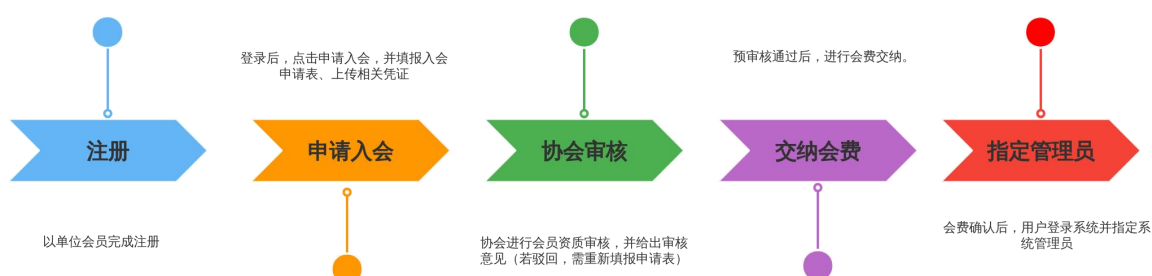 登录后，点击申请入会，并填报入会
申请表、上传相关凭证
预审核通过后，进行会费交纳。
注册
申请入会
协会审核
交纳会费
指定管理员
以单位会员完成注册
协会进行会员资质审核，并给出审核
意见（若驳回，需重新填报申请表）
会费确认后，用户登录系统并指定系
统管理员